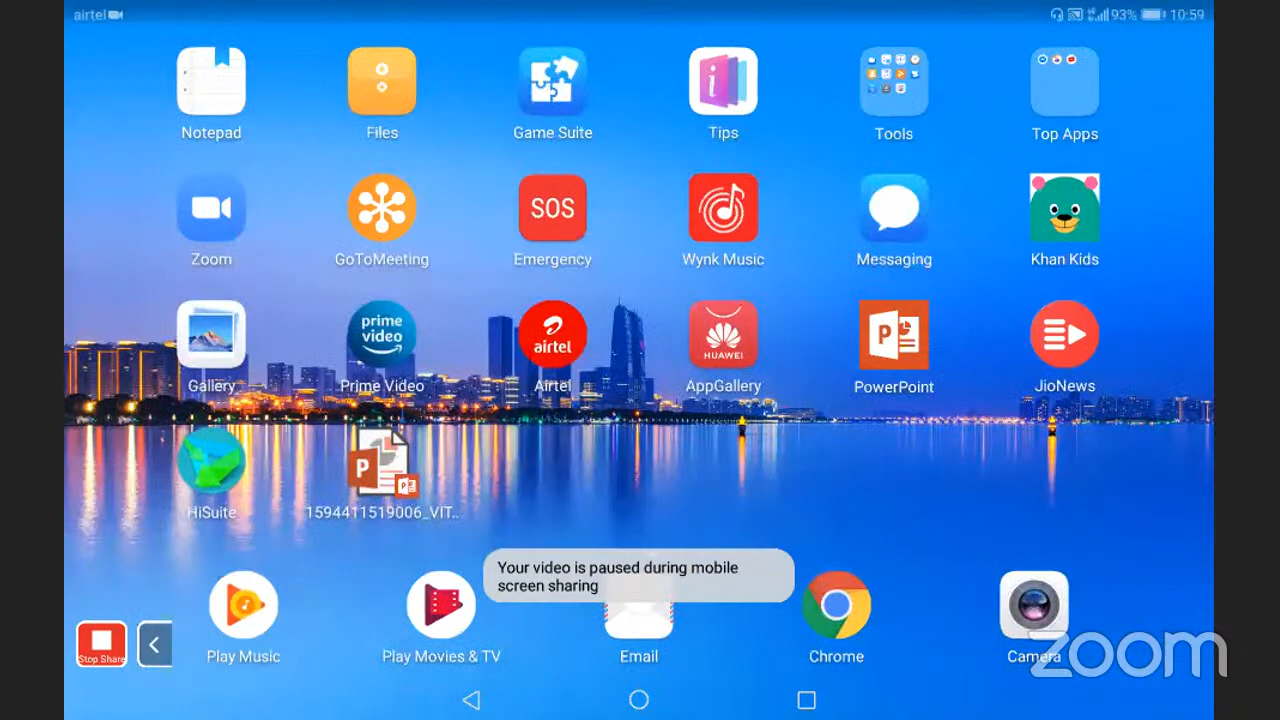 airtel
93% 10:59
Notepad Files Game Suite Tips Tools Top Apps
SOS
Zoom GoToMeeting Emergency Wynk Music Messaging Khan Kids
prime
video
airtel
HUAWEI
P
Gallery Prime Video Airtel AppGallery PowerPoint JioNews
P
P
HiSuite 1594411519006_VIT..
Your video is paused during mobile
screen sharing
Stop Share
Play Music Play Movies & TV Email Chrome Camera
zoom